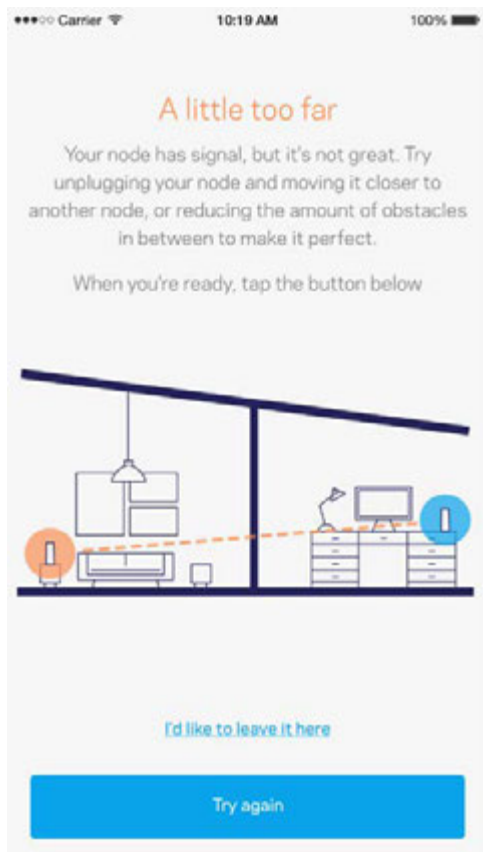 Carrier 10:19 AM 100%
A little too far
Your node has signal, but it's not great. Try
unplugging your node and moving it closer to
another node, or reducing the amount of obstacles
in between to make it perfect.
When you're ready, tap the button below
I'd like to leave it here
Try again